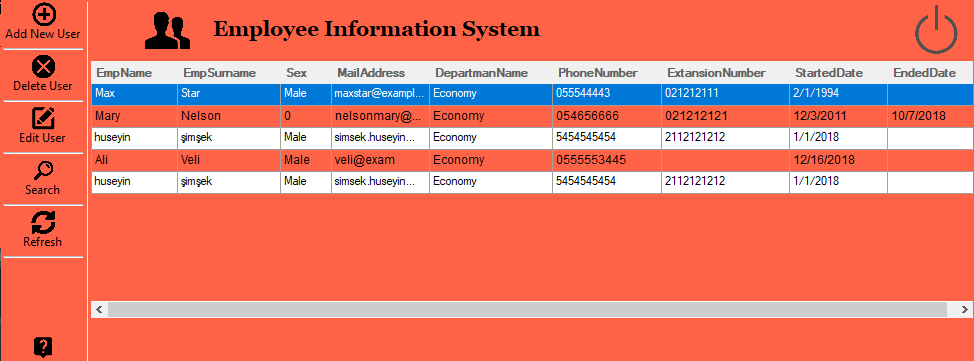 Add New User
Delete User
Edit User
Search
Refresh
Employee Information System
EmpName EmpSurname Sex MailAddress DepartmanName PhoneNumber ExtansionNumber StartedDate EndedDate
Max Star Male maxstar@exampl... Economy 055544443 021212111 2/1/1994
Mary Nelson 0 nelsonmary@... Economy 054656666 021212121 12/3/2011 10/7/2018
huseyin şimşek Male simsek.huseyin... Economy 5454545454 2112121212 1/1/2018
Ali Veli Male veli@exam Economy 0555553445 12/16/2018
huseyin şimşek Male simsek.huseyin... Economy 5454545454 2112121212 1/1/2018